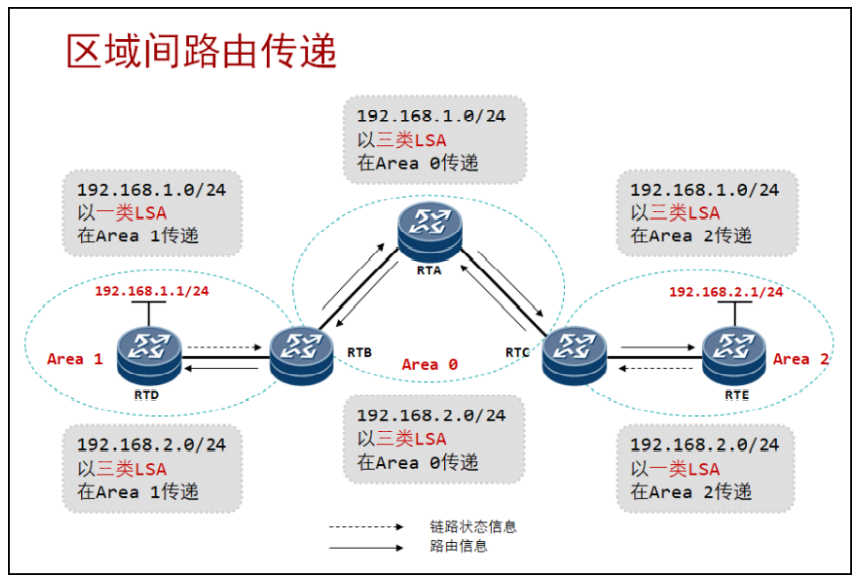 区域间路由传递
192.168.1.0/24
以三类LSA
在Area 0传递
192.168.1.0/24
以一类LSA
在Area 1传递
192.168.1.0/24
以三类LSA
在Area 2传递
RTA
192.168.1.1/24
192.168.2.1/24
Area 1
RTD
RTB
Area 0
RTC
RTE
Area 2
192.168.2.0/24
以三类LSA
在Area 1传递
192.168.2.0/24
以三类LSA
在Area 0传递
192.168.2.0/24
以一类LSA
在Area 2传递
链路状态信息
路由信息